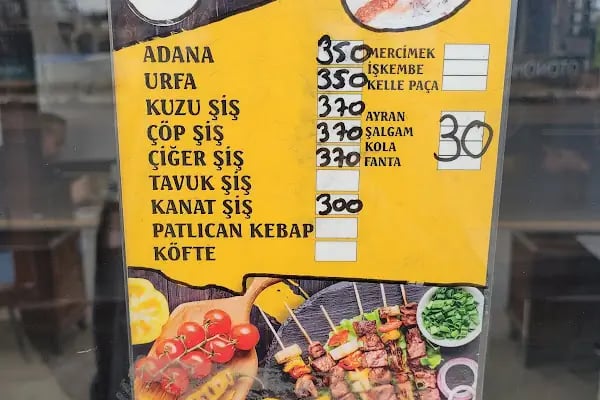 ADANA 350
URFA 350
KUZU ŞİŞ 370
ÇÖP ŞİŞ 370
ÇİĞER ŞİŞ 370
TAVUK ŞİŞ
KANAT ŞİŞ 300
PATLICAN KEBAP
KÖFTE
MERCİMEK
İŞKEMBE
KELLE PAÇA
AYRAN
ŞALGAM
KOLA
FANTA
30